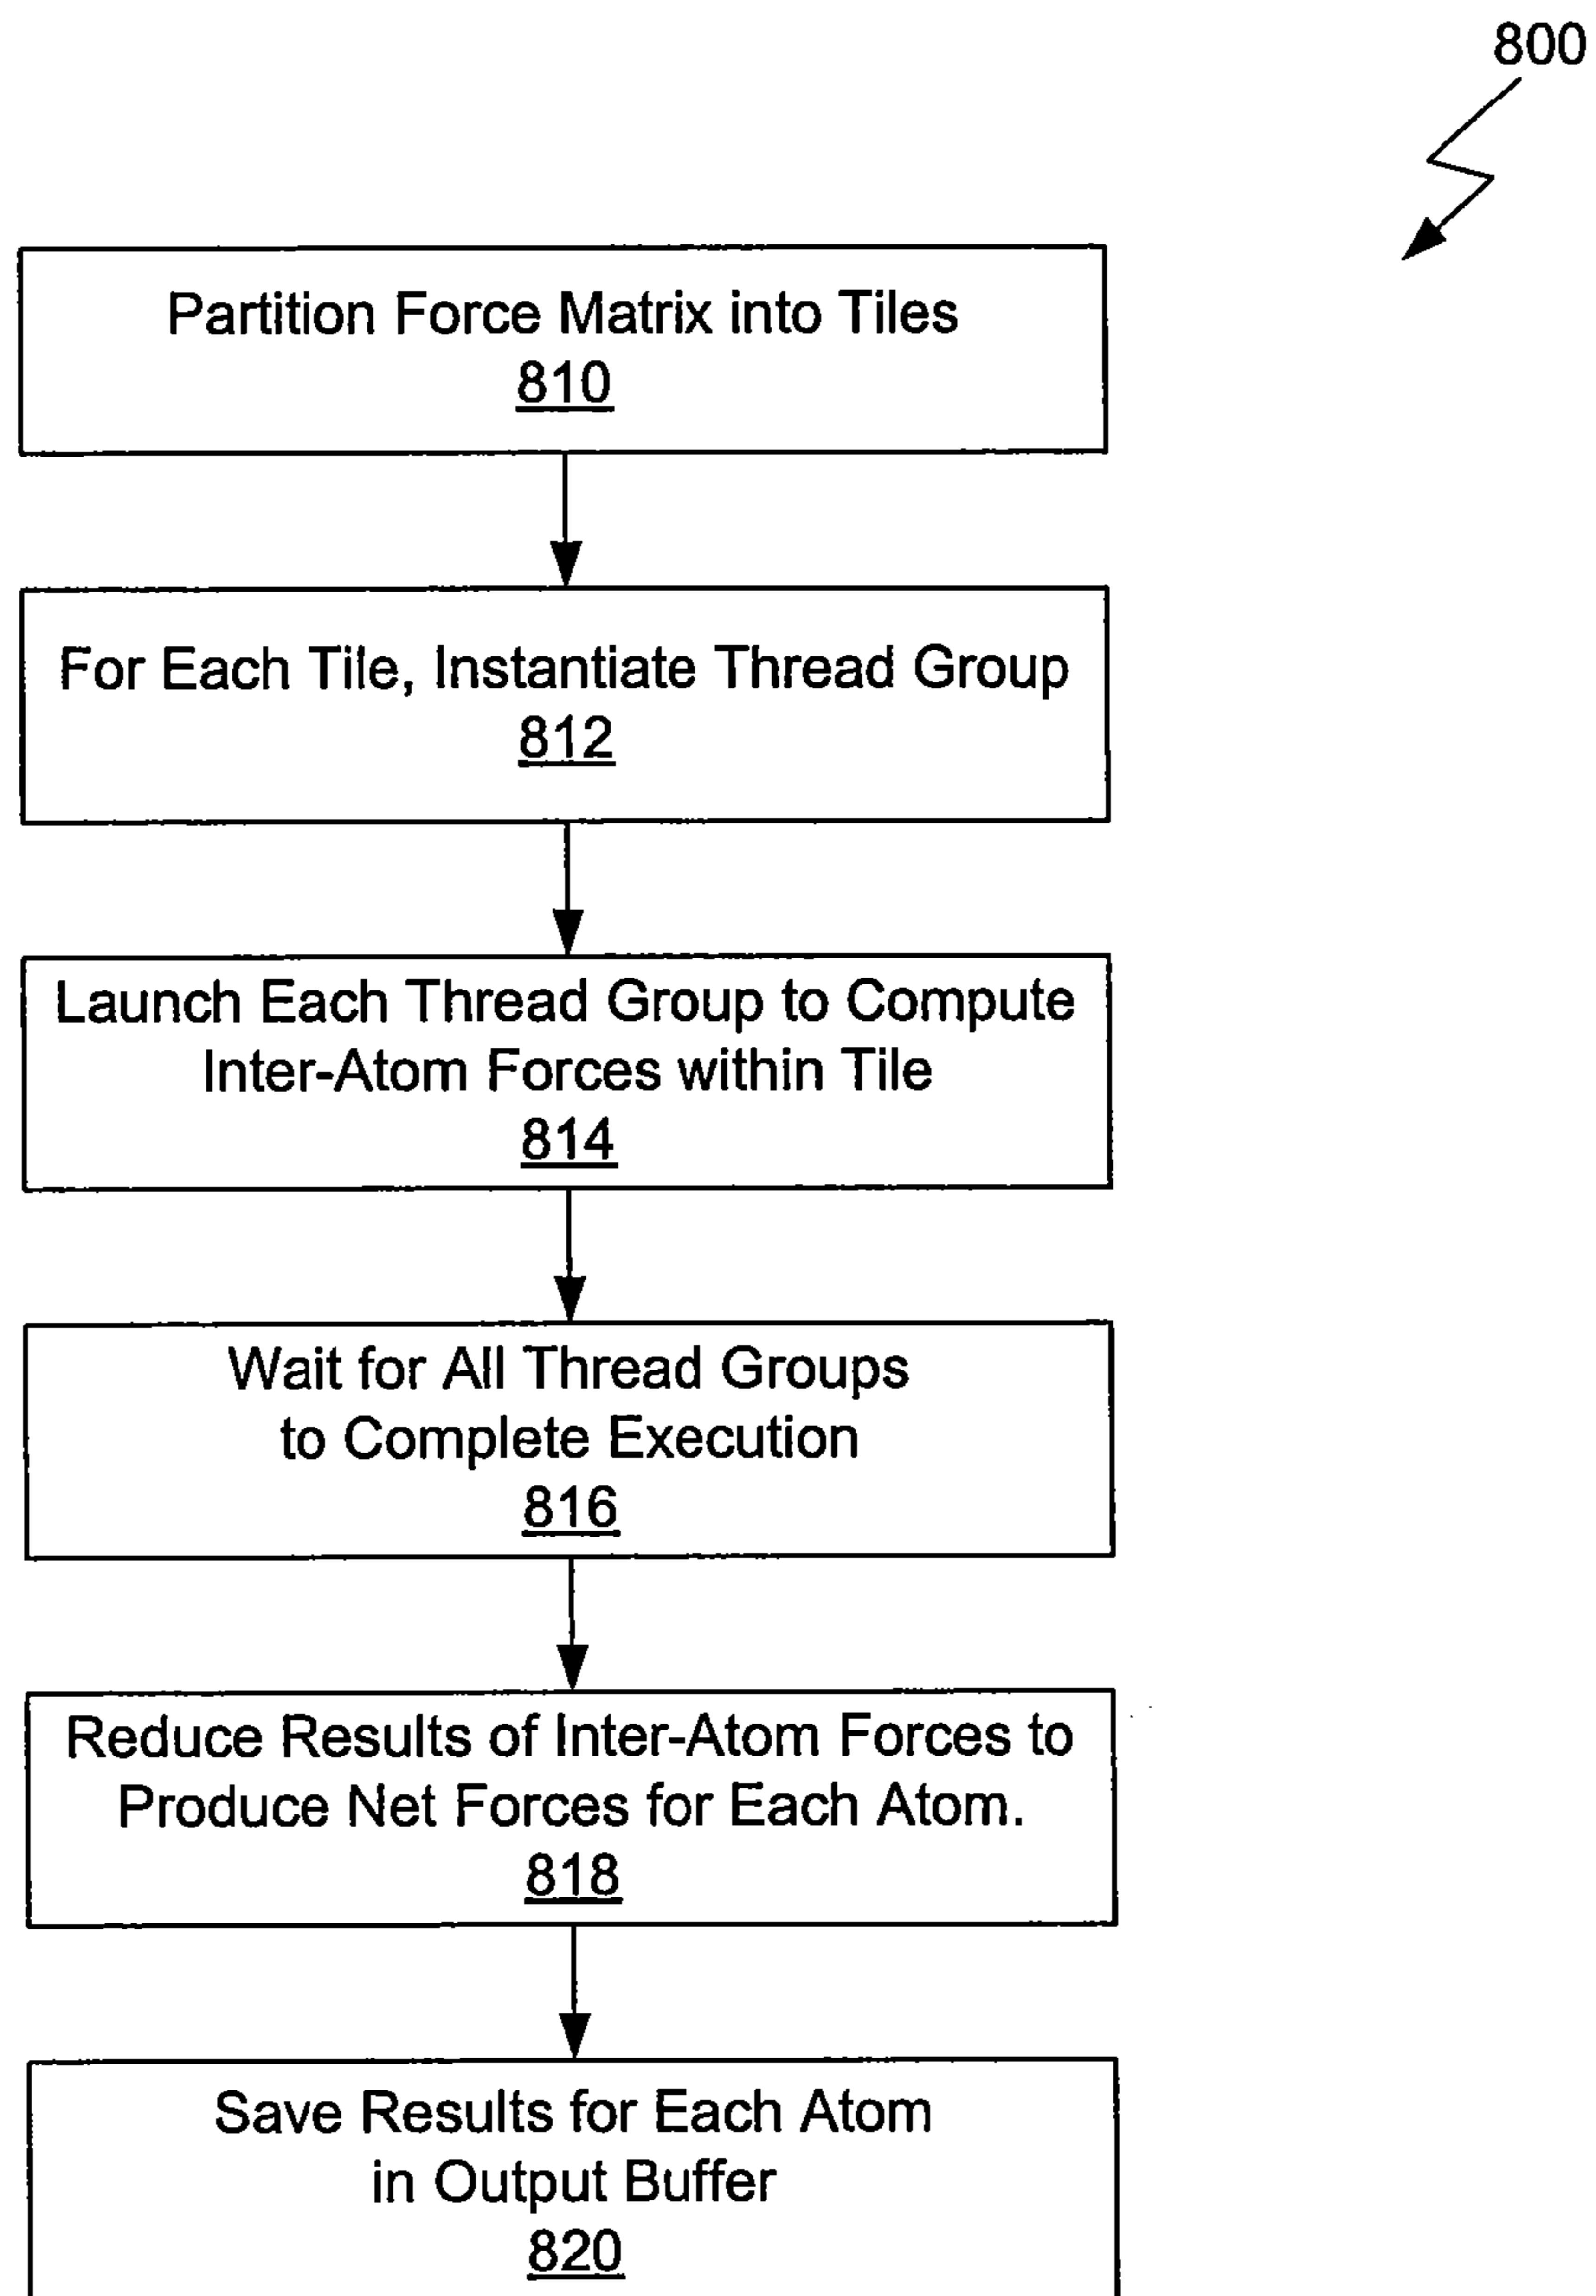 800
Partition Force Matrix into Tiles
810
For Each Tile, Instantiate Thread Group
812
Launch Each Thread Group to Compute
Inter-Atom Forces within Tile
814
Wait for All Thread Groups
to Complete Execution
816
Reduce Results of Inter-Atom Forces to
Produce Net Forces for Each Atom.
818
Save Results for Each Atom
in Output Buffer
820